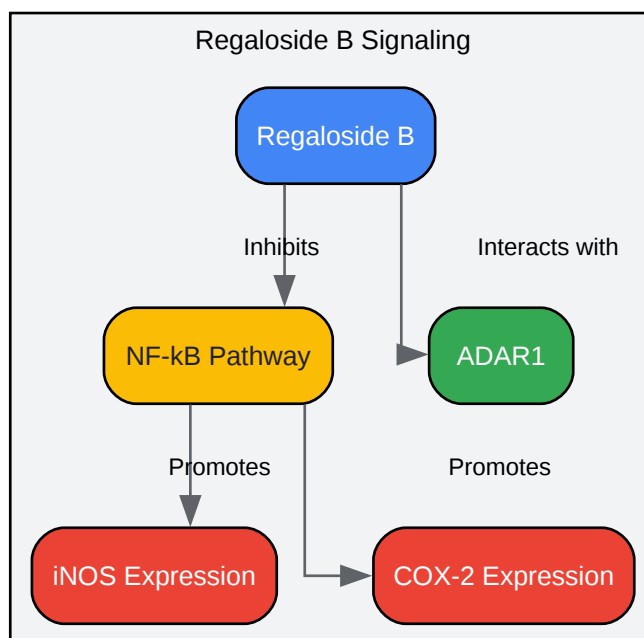 Regaloside B Signaling
Regaloside B
Inhibits
Interacts with
NF-kB Pathway
ADAR1
Promotes
Promotes
iNOS Expression
COX-2 Expression